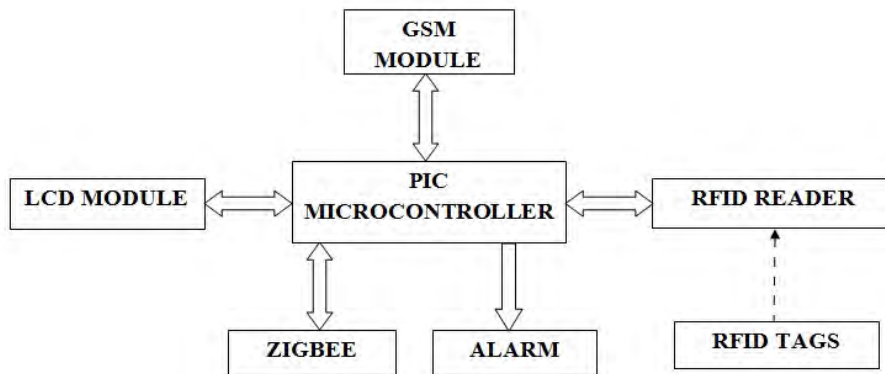 GSM
MODULE
LCD MODULE
PIC
MICROCONTROLLER
RFID READER
ZIGBEE
ALARM
RFID TAGS